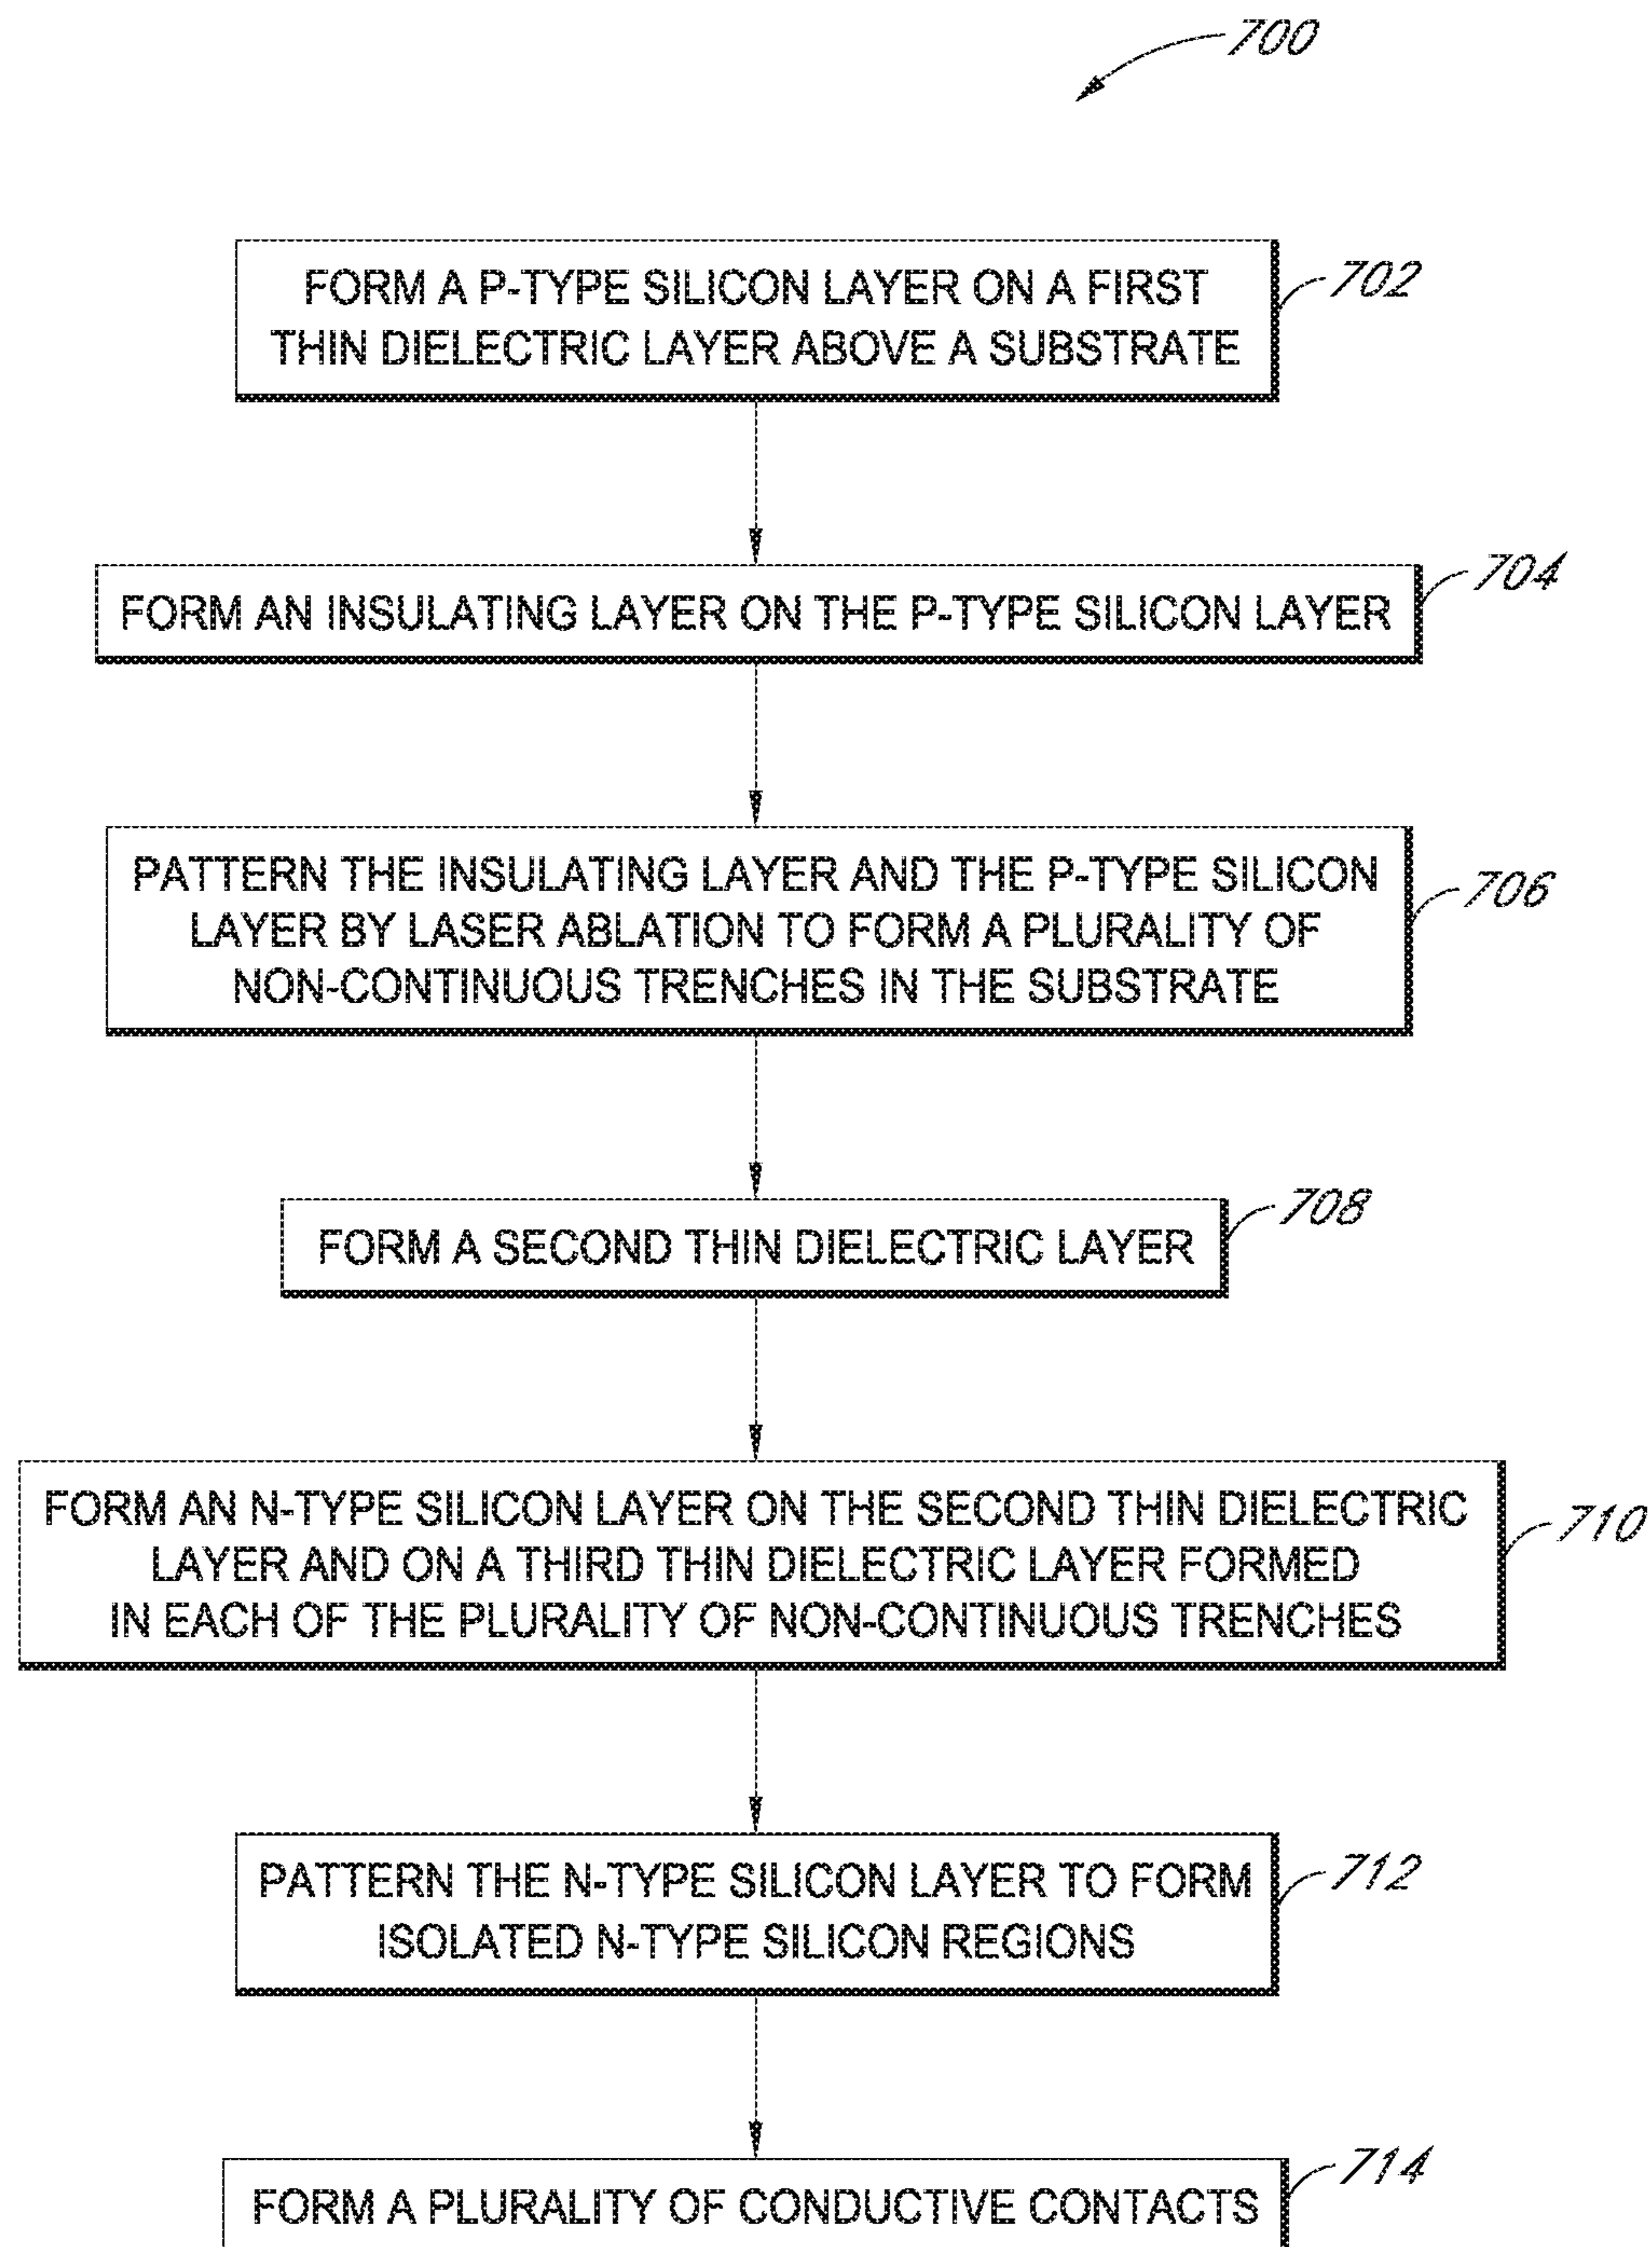 700
FORM A P-TYPE SILICON LAYER ON A FIRST
THIN DIELECTRIC LAYER ABOVE A SUBSTRATE
702
FORM AN INSULATING LAYER ON THE P-TYPE SILICON LAYER
704
PATTERN THE INSULATING LAYER AND THE P-TYPE SILICON
LAYER BY LASER ABLATION TO FORM A PLURALITY OF
NON-CONTINUOUS TRENCHES IN THE SUBSTRATE
706
FORM A SECOND THIN DIELECTRIC LAYER
708
FORM AN N-TYPE SILICON LAYER ON THE SECOND THIN DIELECTRIC
LAYER AND ON A THIRD THIN DIELECTRIC LAYER FORMED
IN EACH OF THE PLURALITY OF NON-CONTINUOUS TRENCHES
710
PATTERN THE N-TYPE SILICON LAYER TO FORM
ISOLATED N-TYPE SILICON REGIONS
712
FORM A PLURALITY OF CONDUCTIVE CONTACTS
714